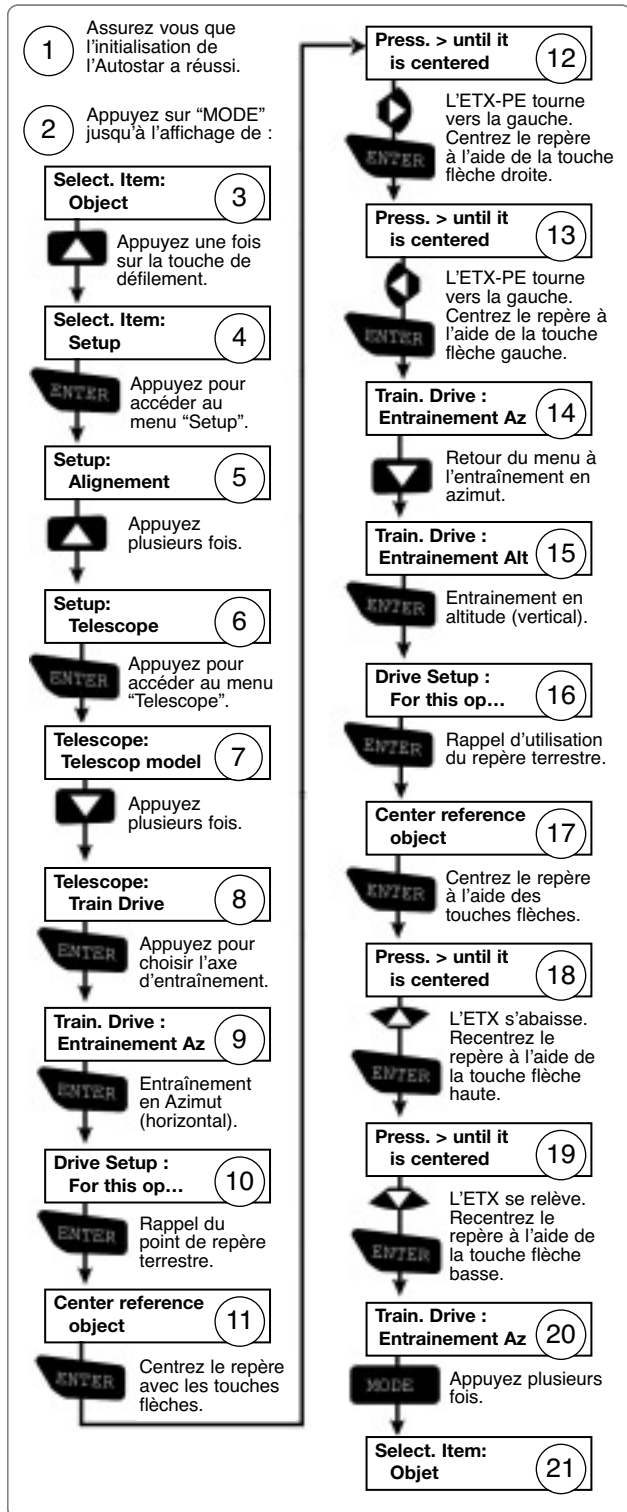 1
Assurez vous que
l'initialisation de
l'Autostar a réussi.
2
Appuyez sur “MODE”
jusqu'à l'affichage de :
Select. Item:
Object
3
Appuyez une fois
sur la touche de
défilement.
Select. Item:
Setup
4
ENTER
Appuyez pour
accéder au
menu “Setup”.
Setup:
Alignement
5
Appuyez
plusieurs fois.
Setup:
Telescope
6
ENTER
Appuyez pour
accéder au menu
“Telescope”.
Telescope:
Telescop model
7
Appuyez
plusieurs fois.
Telescope:
Train Drive
8
ENTER
Appuyez pour
choisir l'axe
d'entraînement.
Train. Drive :
Entrainement Az
9
ENTER
Entraînement
en Azimut
(horizontal).
Drive Setup :
For this op...
10
ENTER
Rappel du
point de repère
terrestre.
Center reference
object
11
ENTER
Centrez le repère
avec les touches
flèches.
Press. > until it
is centered
12
L'ETX-PE tourne
vers la gauche.
Centrez le repère
à l'aide de la touche
flèche droite.
ENTER
Press. > until it
is centered
13
L'ETX-PE tourne
vers la gauche.
Centrez le repère à
l'aide de la touche
flèche gauche.
ENTER
Train. Drive :
Entrainement Az
14
Retour du menu à
l'entraînement en
azimut.
Train. Drive :
Entrainement Alt
15
ENTER
Entrainement en
altitude (vertical).
Drive Setup :
For this op...
16
ENTER
Rappel d'utilisation
du repère terrestre.
Center reference
object
17
ENTER
Centrez le repère
à l'aide des
touches flèches.
Press. > until it
is centered
18
L'ETX s'abaisse.
Recentrez le
repère à l'aide de
la touche flèche
haute.
ENTER
Press. > until it
is centered
19
L'ETX se relève.
Recentrez le
repère à l'aide de
la touche flèche
basse.
ENTER
Train. Drive :
Entrainement Az
20
MODE
Appuyez plusieurs
fois.
Select. Item:
Objet
21